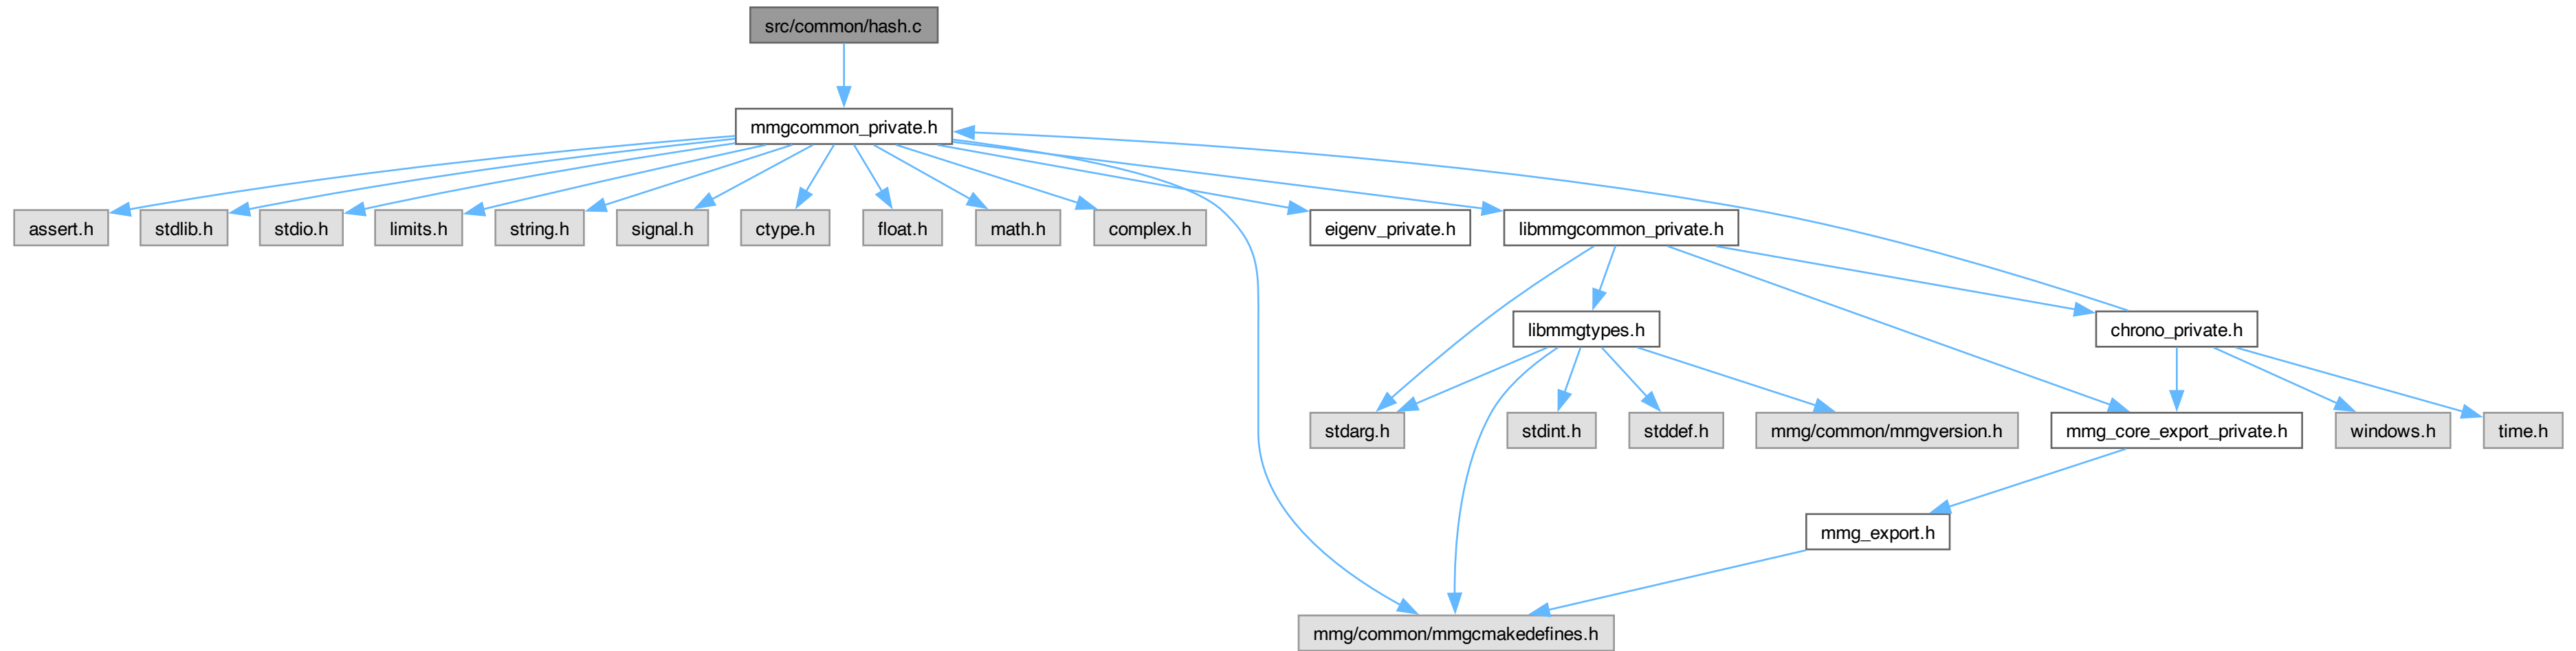 src/common/hash.c
mmgcommon_private.h
assert.h
stdlib.h
stdio.h
limits.h
string.h
signal.h
ctype.h
float.h
math.h
complex.h
eigenv_private.h
libmmgcommon_private.h
libmmgtypes.h
chrono_private.h
stdarg.h
stdint.h
stddef.h
mmg/common/mmgversion.h
mmg_core_export_private.h
windows.h
time.h
mmg_export.h
mmg/common/mmgcmakedefines.h